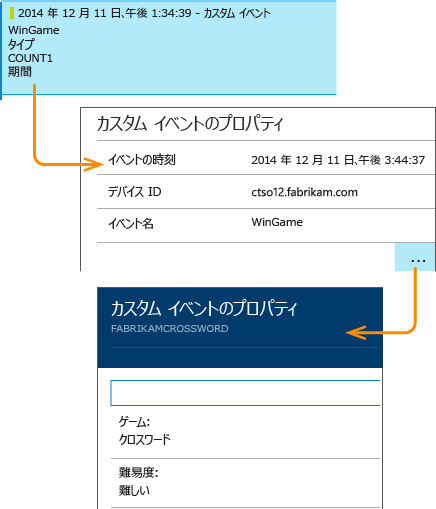 2014 年 12 月 11 日、午後 1:34:39 - カスタム イベント
WinGame
タイプ
COUNT1
期間
カスタム イベントのプロパティ
イベントの時刻 2014 年 12 月 11 日、午後 3:44:37
デバイス ID ctso12.fabrikam.com
イベント名 WinGame
...
カスタム イベントのプロパティ
FABRIKAMCROSSWORD
ゲーム:
クロスワード
難易度:
難しい